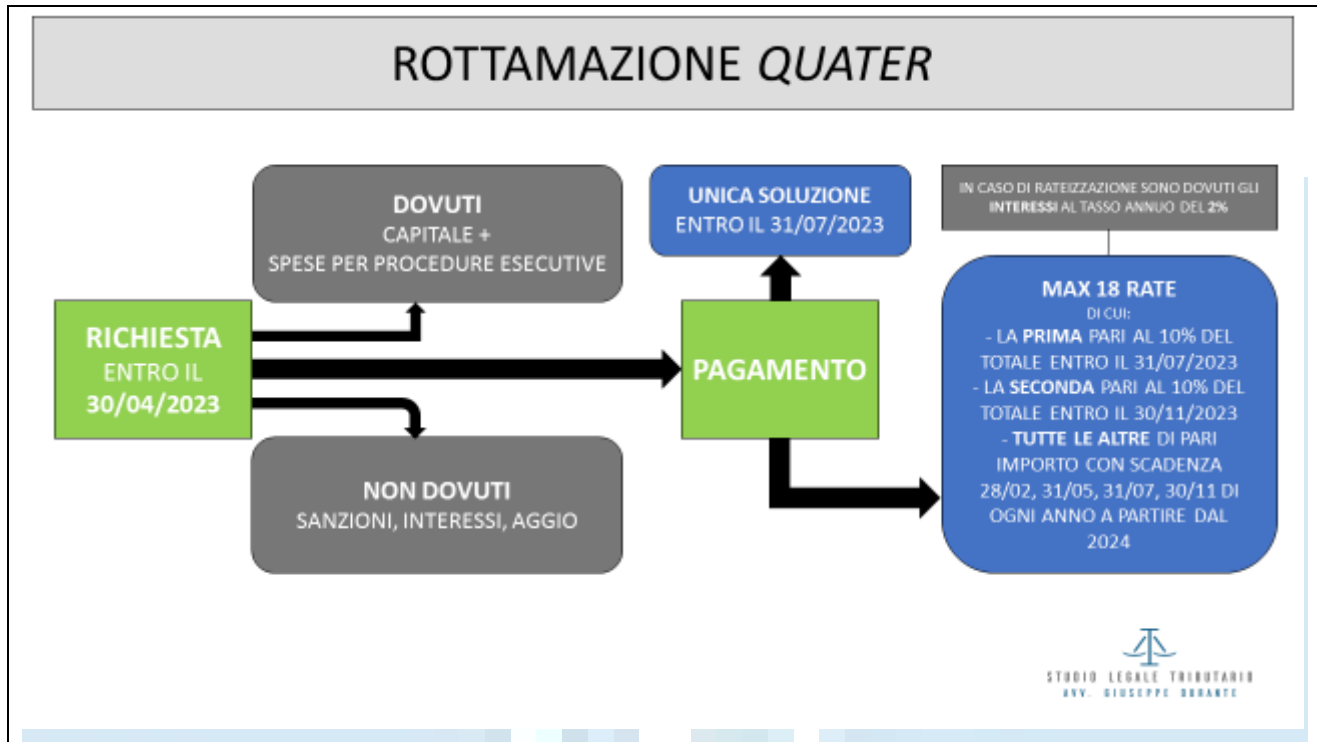 ROTTAMAZIONE QUATER
DOVUTI
CAPITALE +
SPESE PER PROCEDURE ESECUTIVE
UNICA SOLUZIONE
ENTRO IL 31/07/2023
IN CASO DI RATEIZZAZIONE SONO DOVUTI GLI
INTERESSI AL TASSO ANNUO DEL 2%
RICHIESTA
ENTRO IL
30/04/2023
PAGAMENTO
MAX 18 RATE
DI CUI:
- LA PRIMA PARI AL 10% DEL
TOTALE ENTRO IL 31/07/2023
- LA SECONDA PARI AL 10% DEL
TOTALE ENTRO IL 30/11/2023
- TUTTE LE ALTRE DI PARI
IMPORTO CON SCADENZA
28/02, 31/05, 31/07, 30/11 DI
OGNI ANNO A PARTIRE DAL
2024
NON DOVUTI
SANZIONI, INTERESSI, AGGIO
STUDIO LEGALE TRIBUTARIO
AVV. GIUSEPPE DURANTE